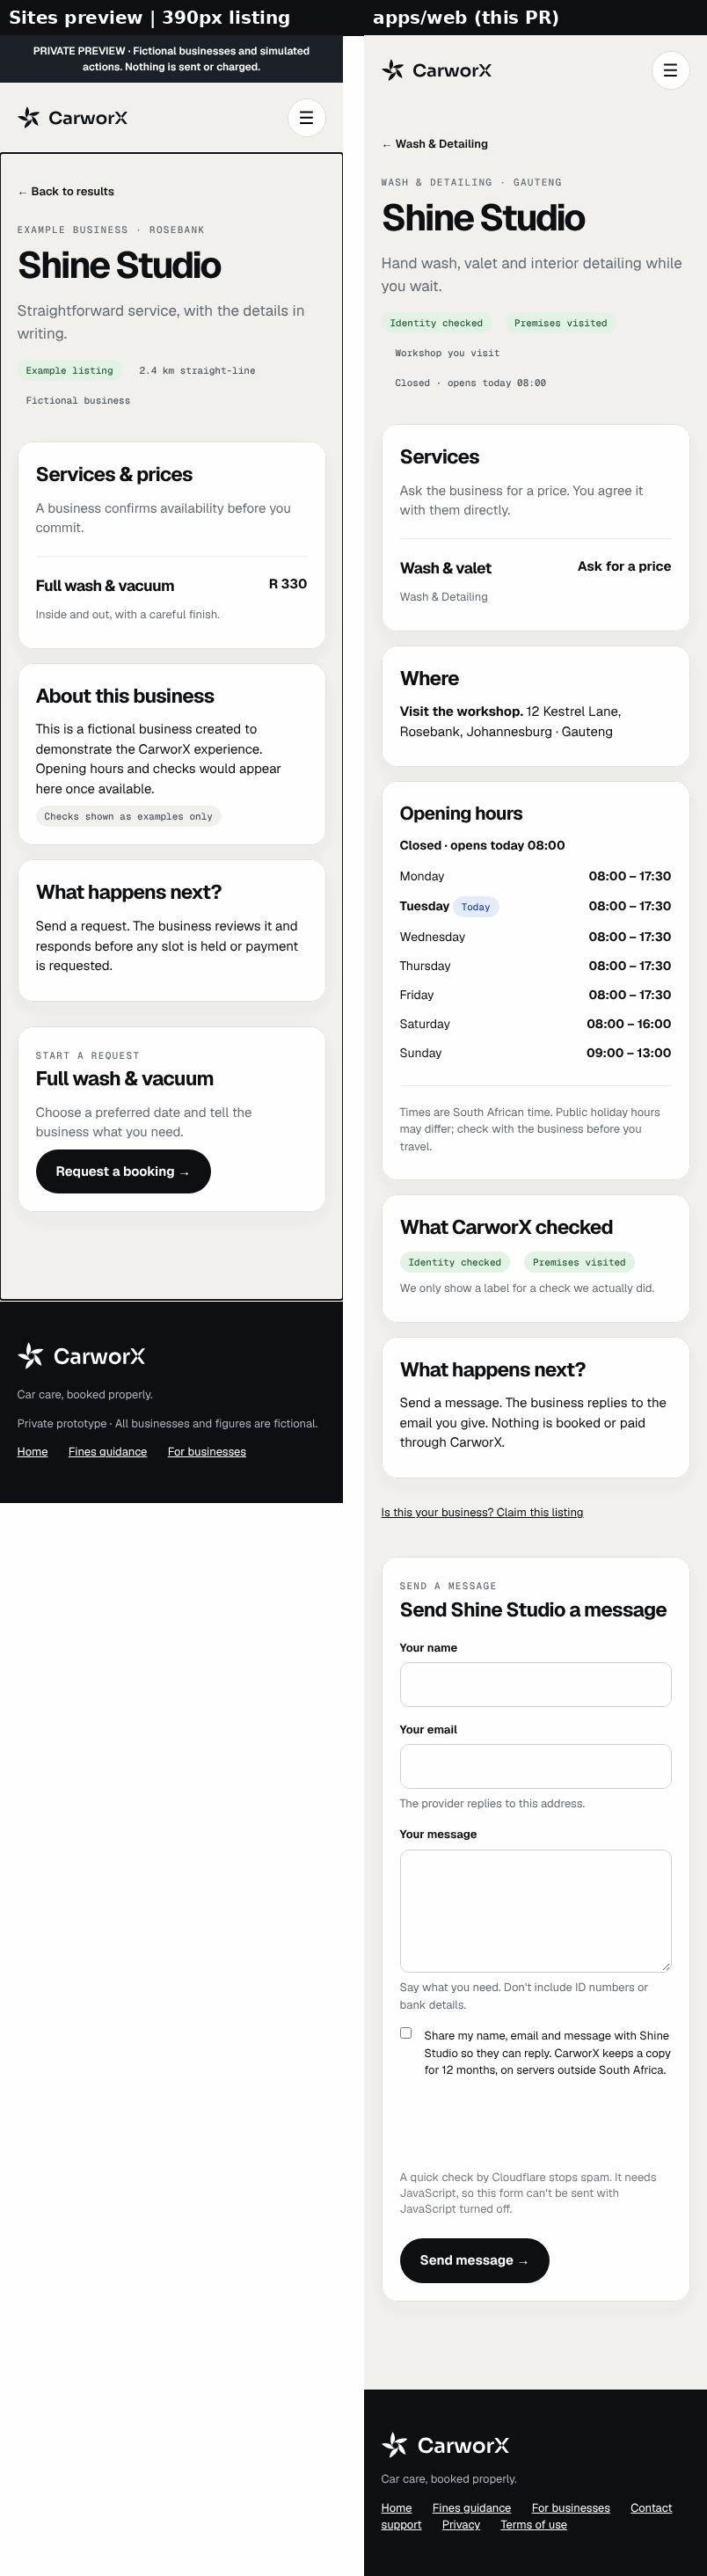 Sites preview | 390px listing
PRIVATE PREVIEW · Fictional businesses and simulated
actions. Nothing is sent or charged.
CarworX
☰
← Back to results
EXAMPLE BUSINESS · ROSEBANK
Shine Studio
Straightforward service, with the details in
writing.
Example listing
2.4 km straight-line
Fictional business
Services & prices
A business confirms availability before you
commit.
Full wash & vacuum
R 330
Inside and out, with a careful finish.
About this business
This is a fictional business created to
demonstrate the CarworX experience.
Opening hours and checks would appear
here once available.
Checks shown as examples only
What happens next?
Send a request. The business reviews it and
responds before any slot is held or payment
is requested.
START A REQUEST
Full wash & vacuum
Choose a preferred date and tell the
business what you need.
Request a booking →
CarworX
Car care, booked properly.
Private prototype · All businesses and figures are fictional.
Home Fines guidance For businesses
apps/web (this PR)
CarworX
☰
← Wash & Detailing
WASH & DETAILING · GAUTENG
Shine Studio
Hand wash, valet and interior detailing while
you wait.
Identity checked
Premises visited
Workshop you visit
Closed · opens today 08:00
Services
Ask the business for a price. You agree it
with them directly.
Wash & valet
Ask for a price
Wash & Detailing
Where
Visit the workshop. 12 Kestrel Lane,
Rosebank, Johannesburg · Gauteng
Opening hours
Closed · opens today 08:00
Monday 08:00 – 17:30
Tuesday Today 08:00 – 17:30
Wednesday 08:00 – 17:30
Thursday 08:00 – 17:30
Friday 08:00 – 17:30
Saturday 08:00 – 16:00
Sunday 09:00 – 13:00
Times are South African time. Public holiday hours
may differ; check with the business before you
travel.
What CarworX checked
Identity checked
Premises visited
We only show a label for a check we actually did.
What happens next?
Send a message. The business replies to the
email you give. Nothing is booked or paid
through CarworX.
Is this your business? Claim this listing
SEND A MESSAGE
Send Shine Studio a message
Your name
Your email
The provider replies to this address.
Your message
Say what you need. Don't include ID numbers or
bank details.
Share my name, email and message with Shine
Studio so they can reply. CarworX keeps a copy
for 12 months, on servers outside South Africa.
A quick check by Cloudflare stops spam. It needs
JavaScript, so this form can't be sent with
JavaScript turned off.
Send message →
CarworX
Car care, booked properly.
Home Fines guidance For businesses Contact
support Privacy Terms of use